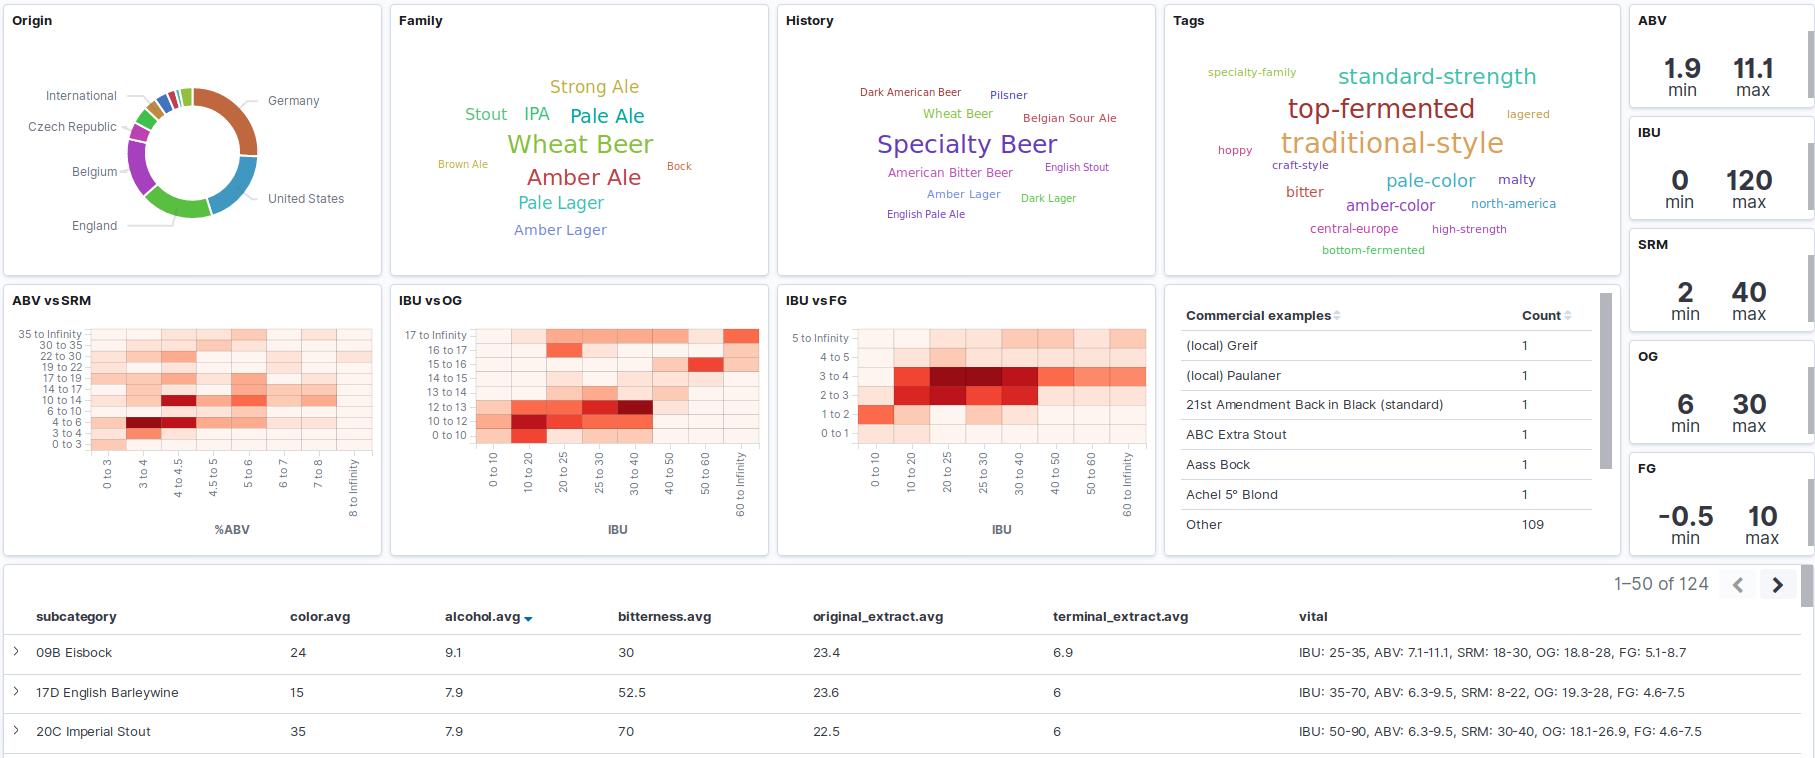 Origin
International
Germany
Czech Republic
Belgium
United States
England
Family
Strong Ale
Stout IPA Pale Ale
Wheat Beer
Brown Ale Bock
Amber Ale
Pale Lager
Amber Lager
History
Dark American Beer Pilsner
Wheat Beer Belgian Sour Ale
Specialty Beer
American Bitter Beer English Stout
Amber Lager Dark Lager
English Pale Ale
Tags
specialty-family standard-strength
top-fermented lagered
traditional-style
hoppy craft-style
bitter pale-color malty
amber-color north-america
central-europe high-strength
bottom-fermented
ABV
1.9 11.1
min max
IBU
0 120
min max
SRM
2 40
min max
OG
6 30
min max
FG
-0.5 10
min max
ABV vs SRM
35 to Infinity
30 to 35
22 to 30
19 to 22
17 to 19
14 to 17
10 to 14
6 to 10
4 to 6
3 to 4
0 to 3
0 to 3 3 to 4 4 to 4.5 4.5 to 5 5 to 6 6 to 7 7 to 8 8 to Infinity
%ABV
IBU vs OG
17 to Infinity
16 to 17
15 to 16
14 to 15
13 to 14
12 to 13
10 to 12
0 to 10
0 to 10 10 to 20 20 to 25 25 to 30 30 to 40 40 to 50 50 to 60 60 to Infinity
IBU
IBU vs FG
5 to Infinity
4 to 5
3 to 4
2 to 3
1 to 2
0 to 1
0 to 10 10 to 20 20 to 25 25 to 30 30 to 40 40 to 50 50 to 60 60 to Infinity
IBU
Commercial examples Count
(local) Greif 1
(local) Paulaner 1
21st Amendment Back in Black (standard) 1
ABC Extra Stout 1
Aass Bock 1
Achel 5° Blond 1
Other 109
1–50 of 124
subcategory color.avg alcohol.avg bitterness.avg original_extract.avg terminal_extract.avg vital
09B Eisbock 24 9.1 30 23.4 6.9 IBU: 25-35, ABV: 7.1-11.1, SRM: 18-30, OG: 18.8-28, FG: 5.1-8.7
17D English Barleywine 15 7.9 52.5 23.6 6 IBU: 35-70, ABV: 6.3-9.5, SRM: 8-22, OG: 19.3-28, FG: 4.6-7.5
20C Imperial Stout 35 7.9 70 22.5 6 IBU: 50-90, ABV: 6.3-9.5, SRM: 30-40, OG: 18.1-26.9, FG: 4.6-7.5